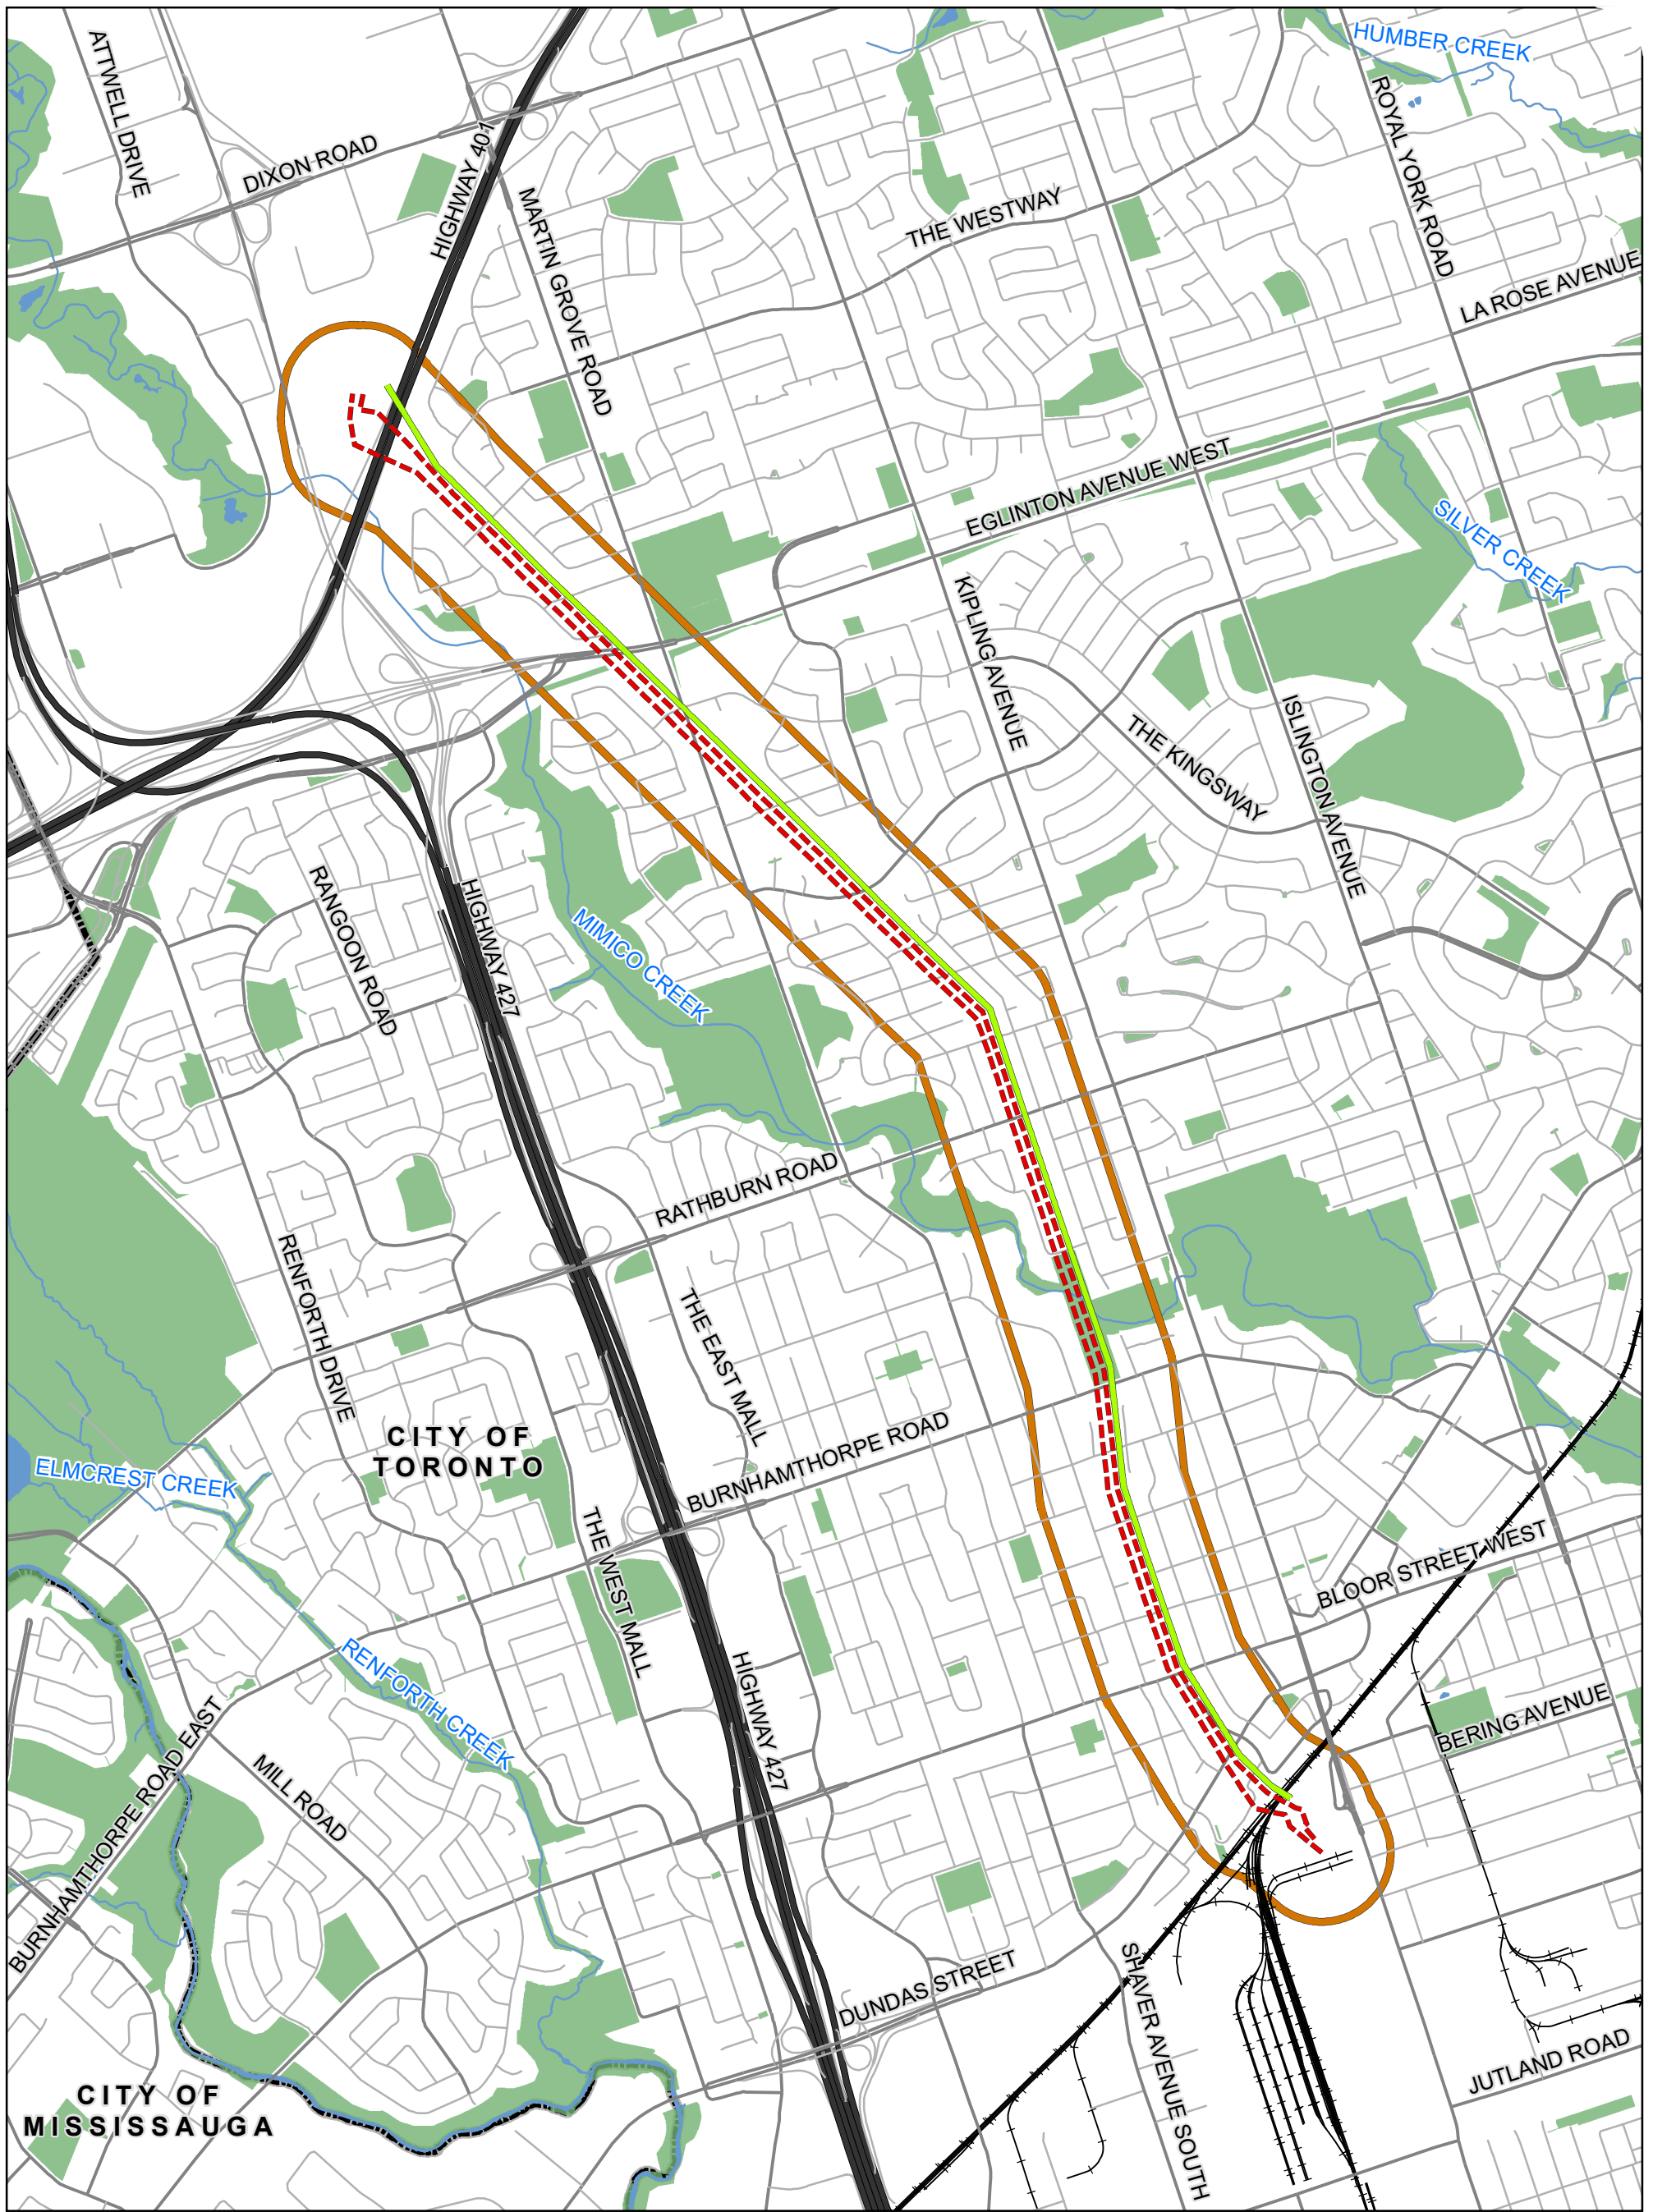 HUMBER CREEK
ATTWELL DRIVE
DIXON ROAD
HIGHWAY 401
MARTIN GROVE ROAD
THE WESTWAY
ROYAL YORK ROAD
LA ROSE AVENUE
EGLINTON AVENUE WEST
SILVER CREEK
KIPLING AVENUE
THE KINGSWAY
ISLINGTON AVENUE
RANGOON ROAD
HIGHWAY 427
MIMICO CREEK
RATHBURN ROAD
RENFORTH DRIVE
THE EAST MALL
CITY OF
TORONTO
BURNHAMTHORPE ROAD
ELMCREST CREEK
THE WEST MALL
BLOOR STREET WEST
RENFORTH CREEK
HIGHWAY 427
BERING AVENUE
BURNHAMTHORPE ROAD EAST
MILL ROAD
DUNDAS STREET
SHAVER AVENUE SOUTH
JUTLAND ROAD
CITY OF
MISSISSAUGA